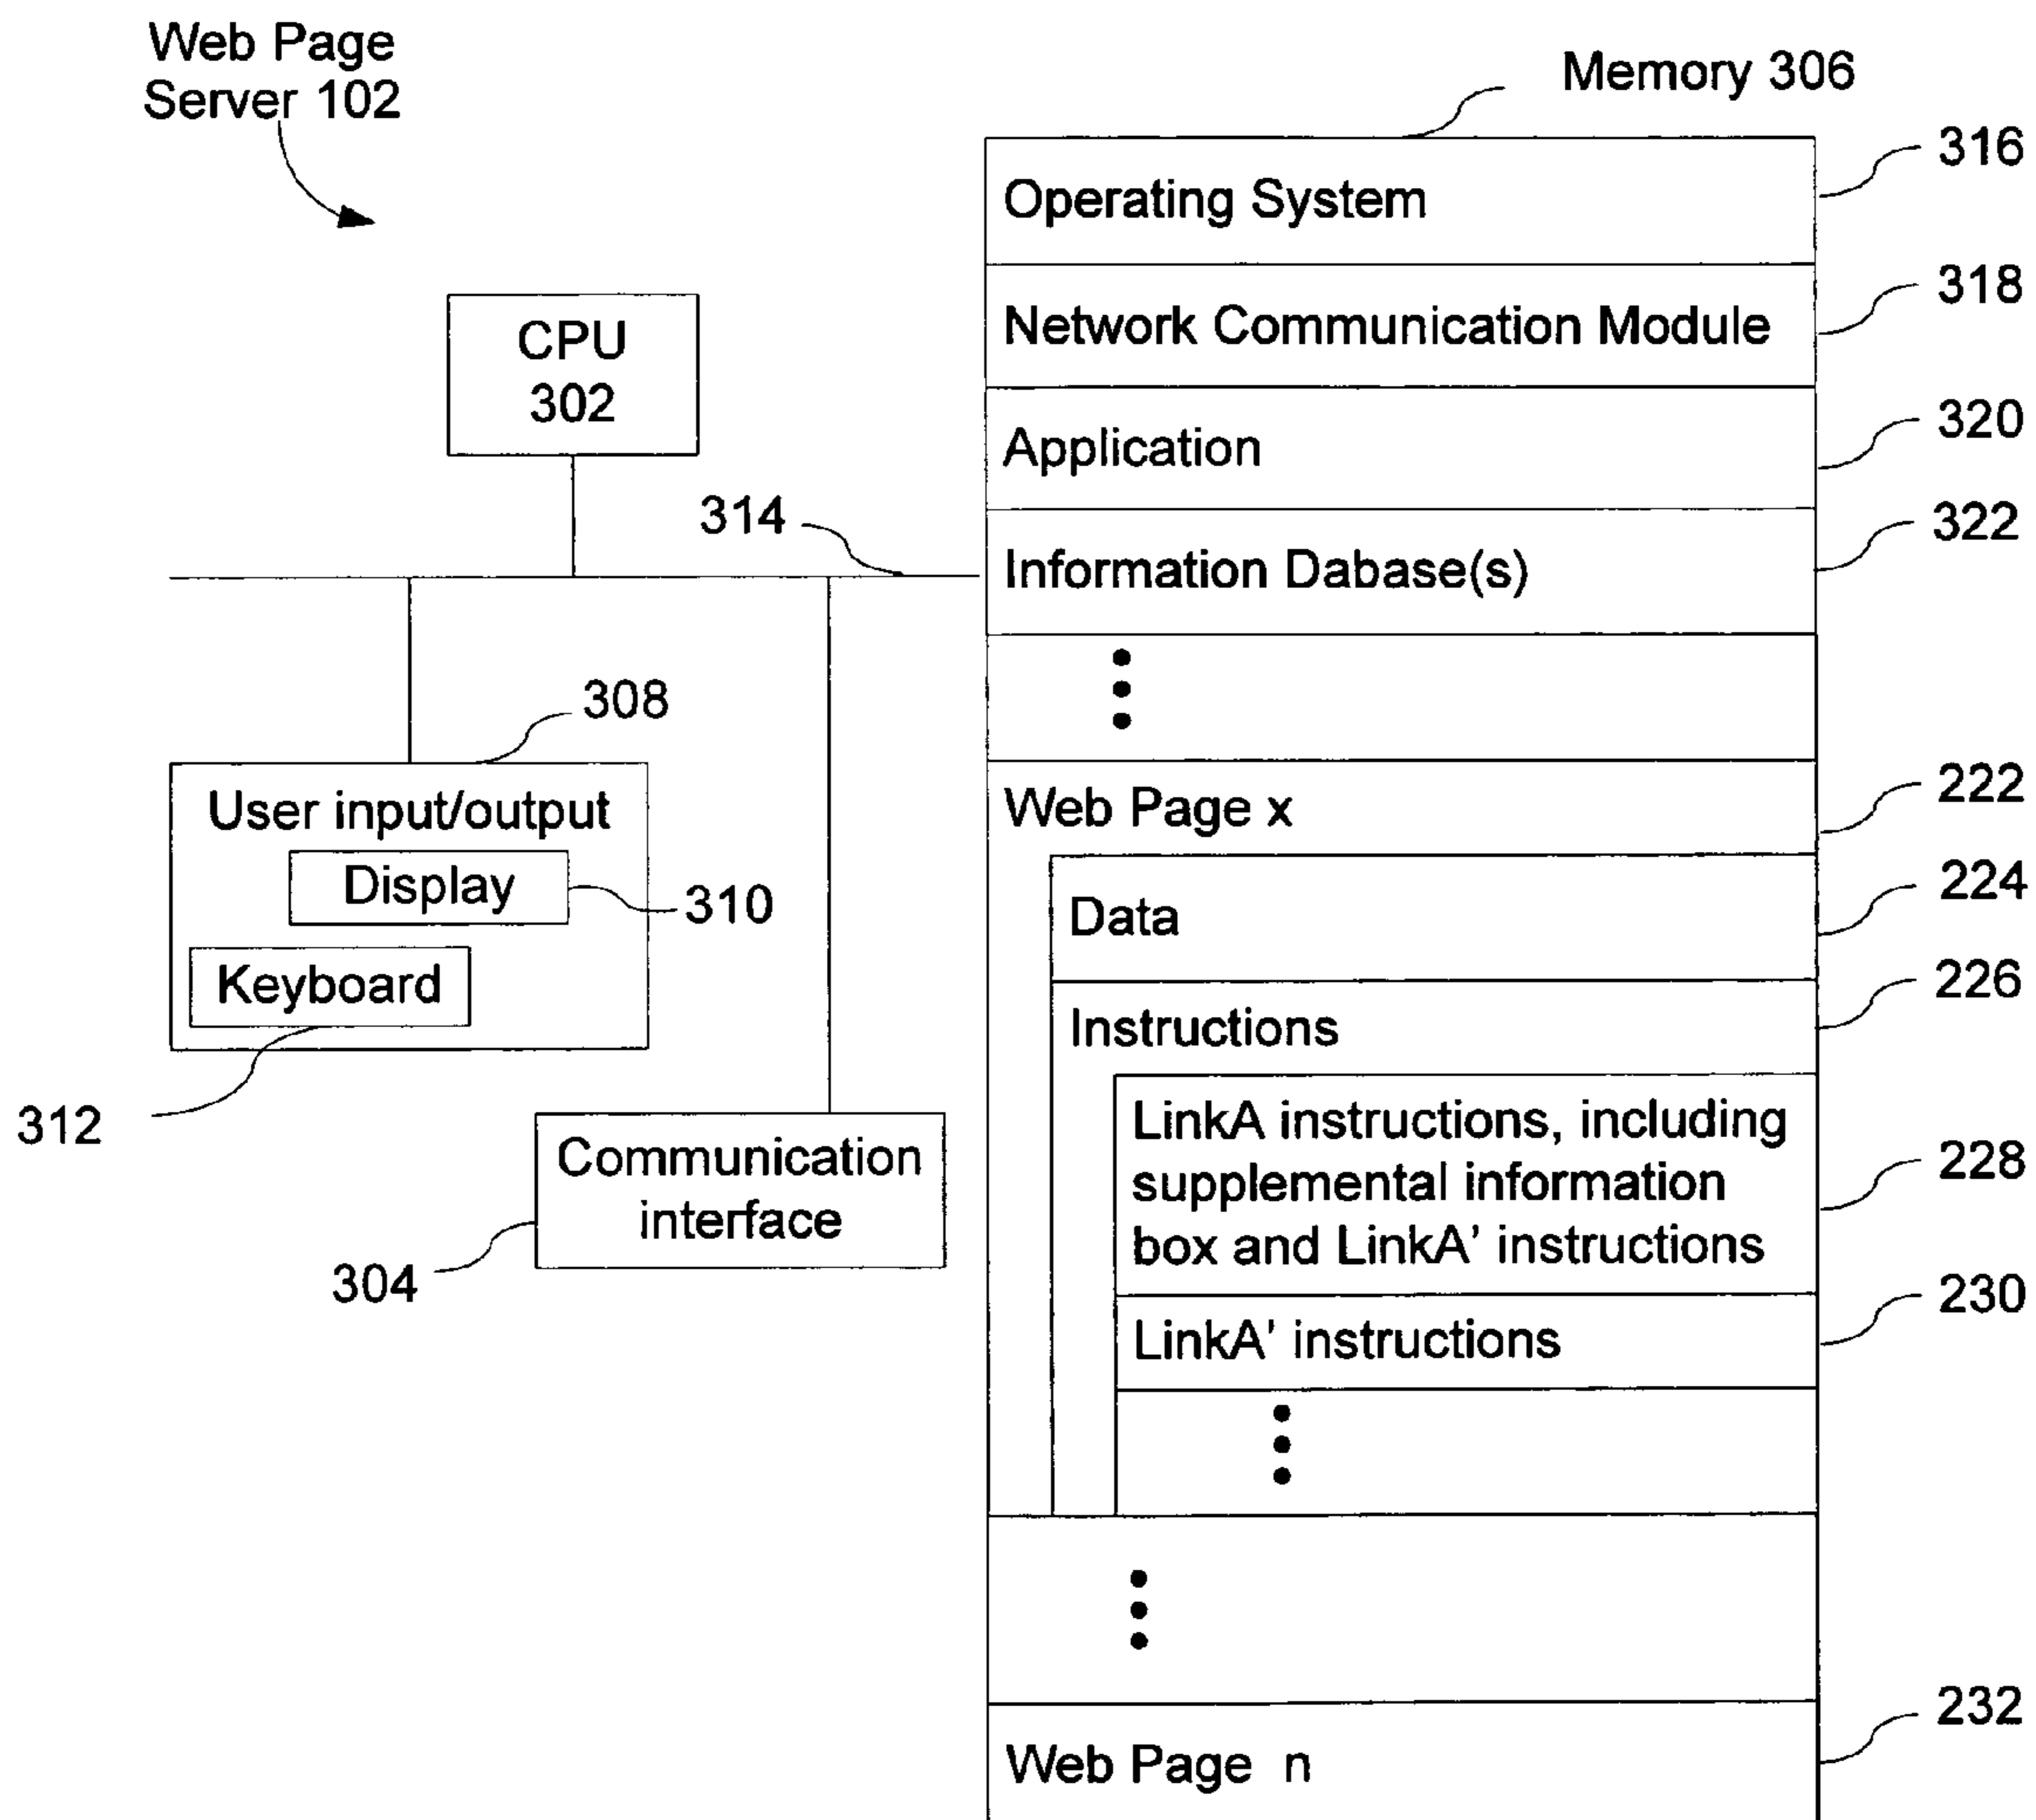 Web Page
Server 102
Memory 306
316
Operating System
318
Network Communication Module
CPU
302
320
Application
314
322
Information Dabase(s)
308
User input/output
Display
310
Keyboard
312
Communication
interface
304
222
Web Page x
224
Data
226
Instructions
LinkA instructions, including
supplemental information
box and LinkA' instructions
228
230
LinkA' instructions
232
Web Page n